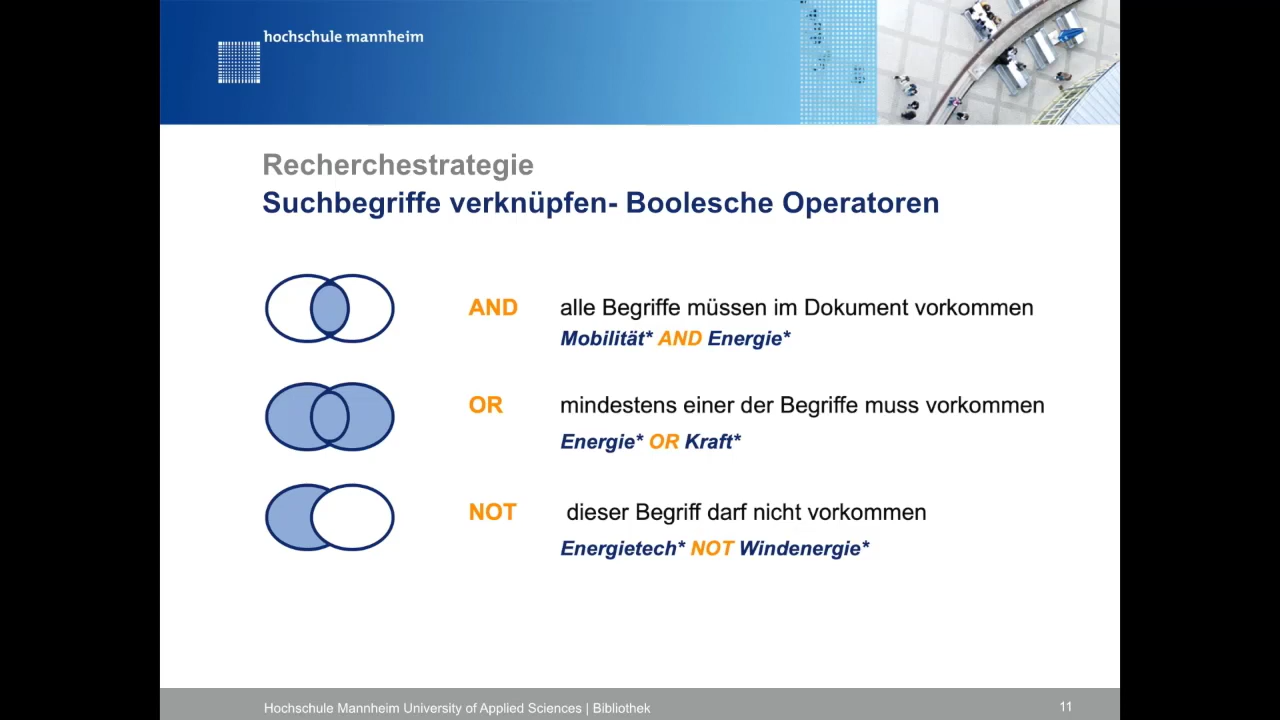 hochschule mannheim
Recherchestrategie
Suchbegriffe verknüpfen- Boolesche Operatoren
AND alle Begriffe müssen im Dokument vorkommen
Mobilität* AND Energie*
OR mindestens einer der Begriffe muss vorkommen
Energie* OR Kraft*
NOT dieser Begriff darf nicht vorkommen
Energietech* NOT Windenergie*
Hochschule Mannheim University of Applied Sciences | Bibliothek 11